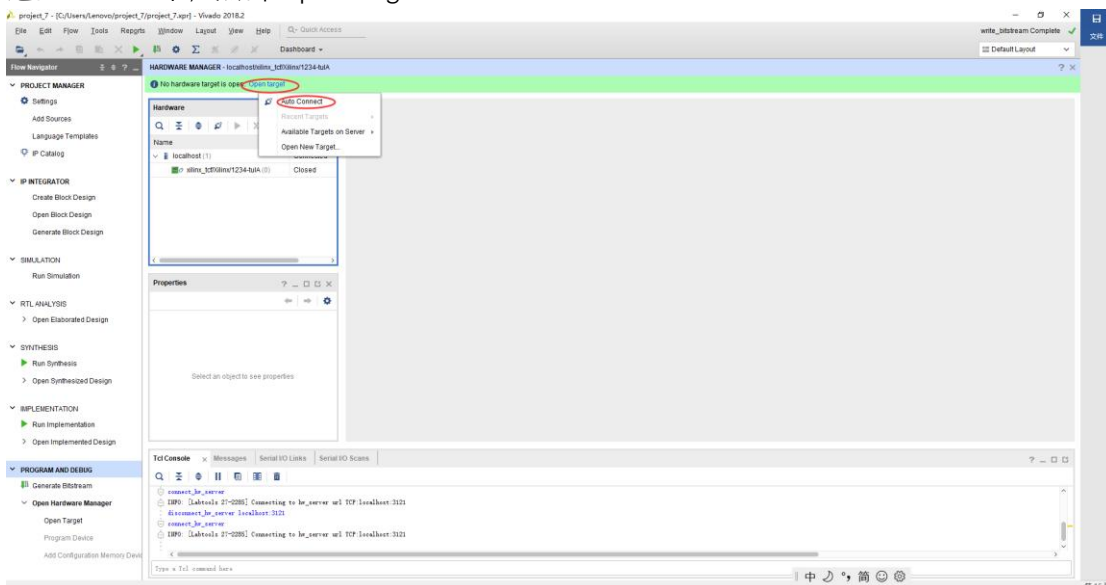 project_7 - [C:/Users/Lenovo/project_7/project_7.xpr] - Vivado 2018.2
File Edit Flow Tools Reports Window Layout View Help Q- Quick Access
write_bitstream Complete
文件
Dashboard
Default Layout
Flow Navigator
HARDWARE MANAGER - localhost/xilinx_tcf/Xilinx/1234-tulA
No hardware target is open. Open target
PROJECT MANAGER
Settings
Add Sources
Language Templates
IP Catalog
IP INTEGRATOR
Create Block Design
Open Block Design
Generate Block Design
SIMULATION
Run Simulation
RTL ANALYSIS
Open Elaborated Design
SYNTHESIS
Run Synthesis
Open Synthesized Design
IMPLEMENTATION
Run Implementation
Open Implemented Design
PROGRAM AND DEBUG
Generate Bitstream
Open Hardware Manager
Open Target
Program Device
Add Configuration Memory Devic
Hardware
Name
localhost (1) Connected
xilinx_tcf/Xilinx/1234-tulA (0) Closed
Auto Connect
Recent Targets
Available Targets on Server
Open New Target...
Properties
Select an object to see properties
Tcl Console Messages Serial I/O Links Serial I/O Scans
connect_hw_server
INFO: [Labtools 27-2285] Connecting to hw_server url TCP:localhost:3121
disconnect_hw_server localhost:3121
connect_hw_server
INFO: [Labtools 27-2285] Connecting to hw_server url TCP:localhost:3121
Type a Tcl command here
中 简